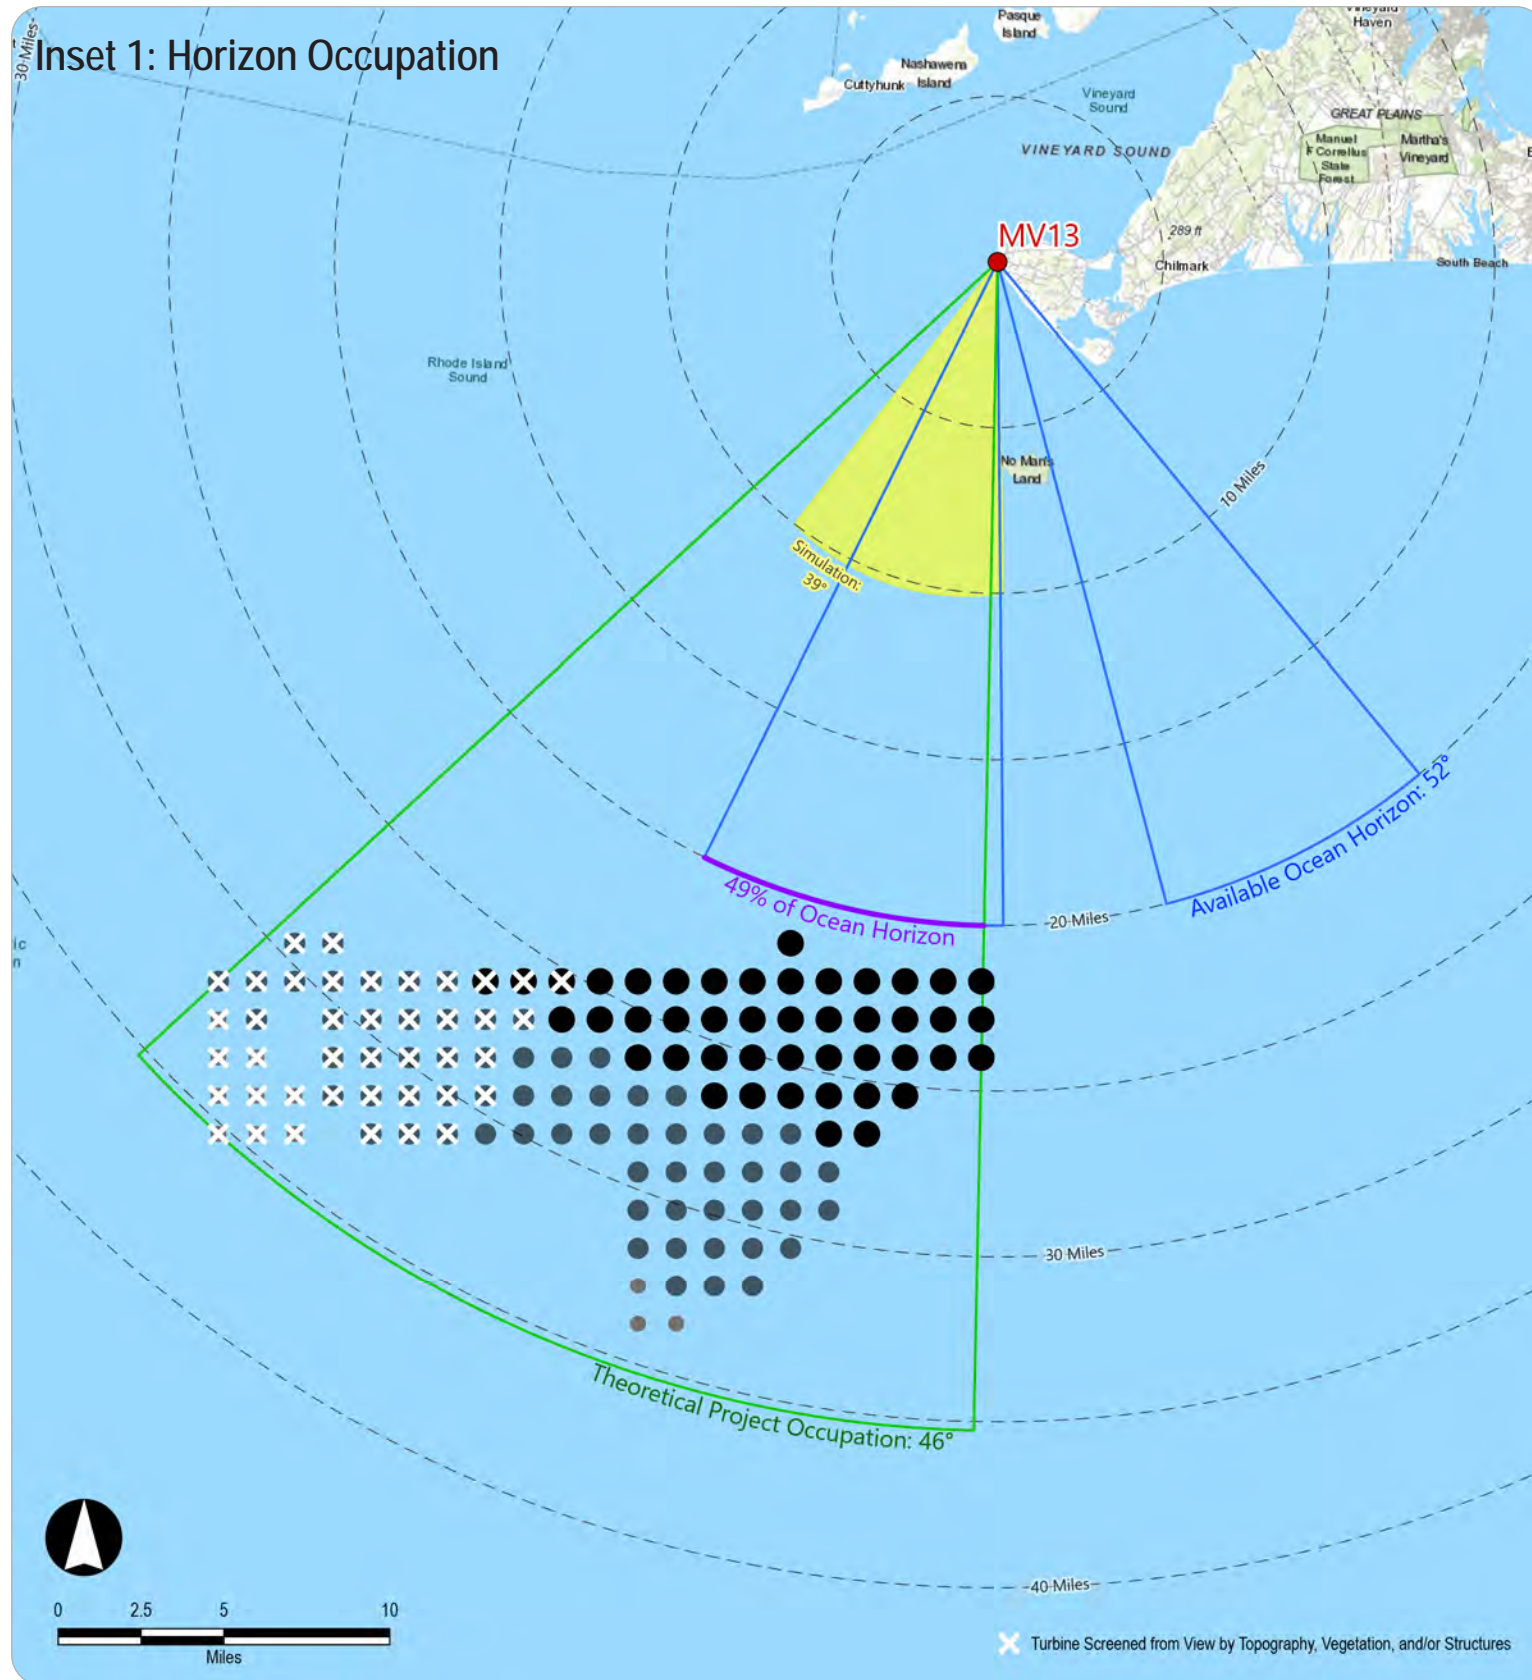 Inset 1: Horizon Occupation
30 Miles
Pasque
Island
Vineyard
Haven
Nashawena
Island
Cuttyhunk
Vineyard
Sound
GREAT PLAINS
VINEYARD SOUND
Manuel
F Correllus
State
Forest
Martha's
Vineyard
MV13
289 ft
Chilmark
South Beach
Rhode Island
Sound
No Man's
Land
10 Miles
Simulation:
39°
49% of Ocean Horizon
Available Ocean Horizon: 52°
20 Miles
ic
n
30 Miles
Theoretical Project Occupation: 46°
40 Miles
0 2.5 5 10
Miles
Turbine Screened from View by Topography, Vegetation, and/or Structures